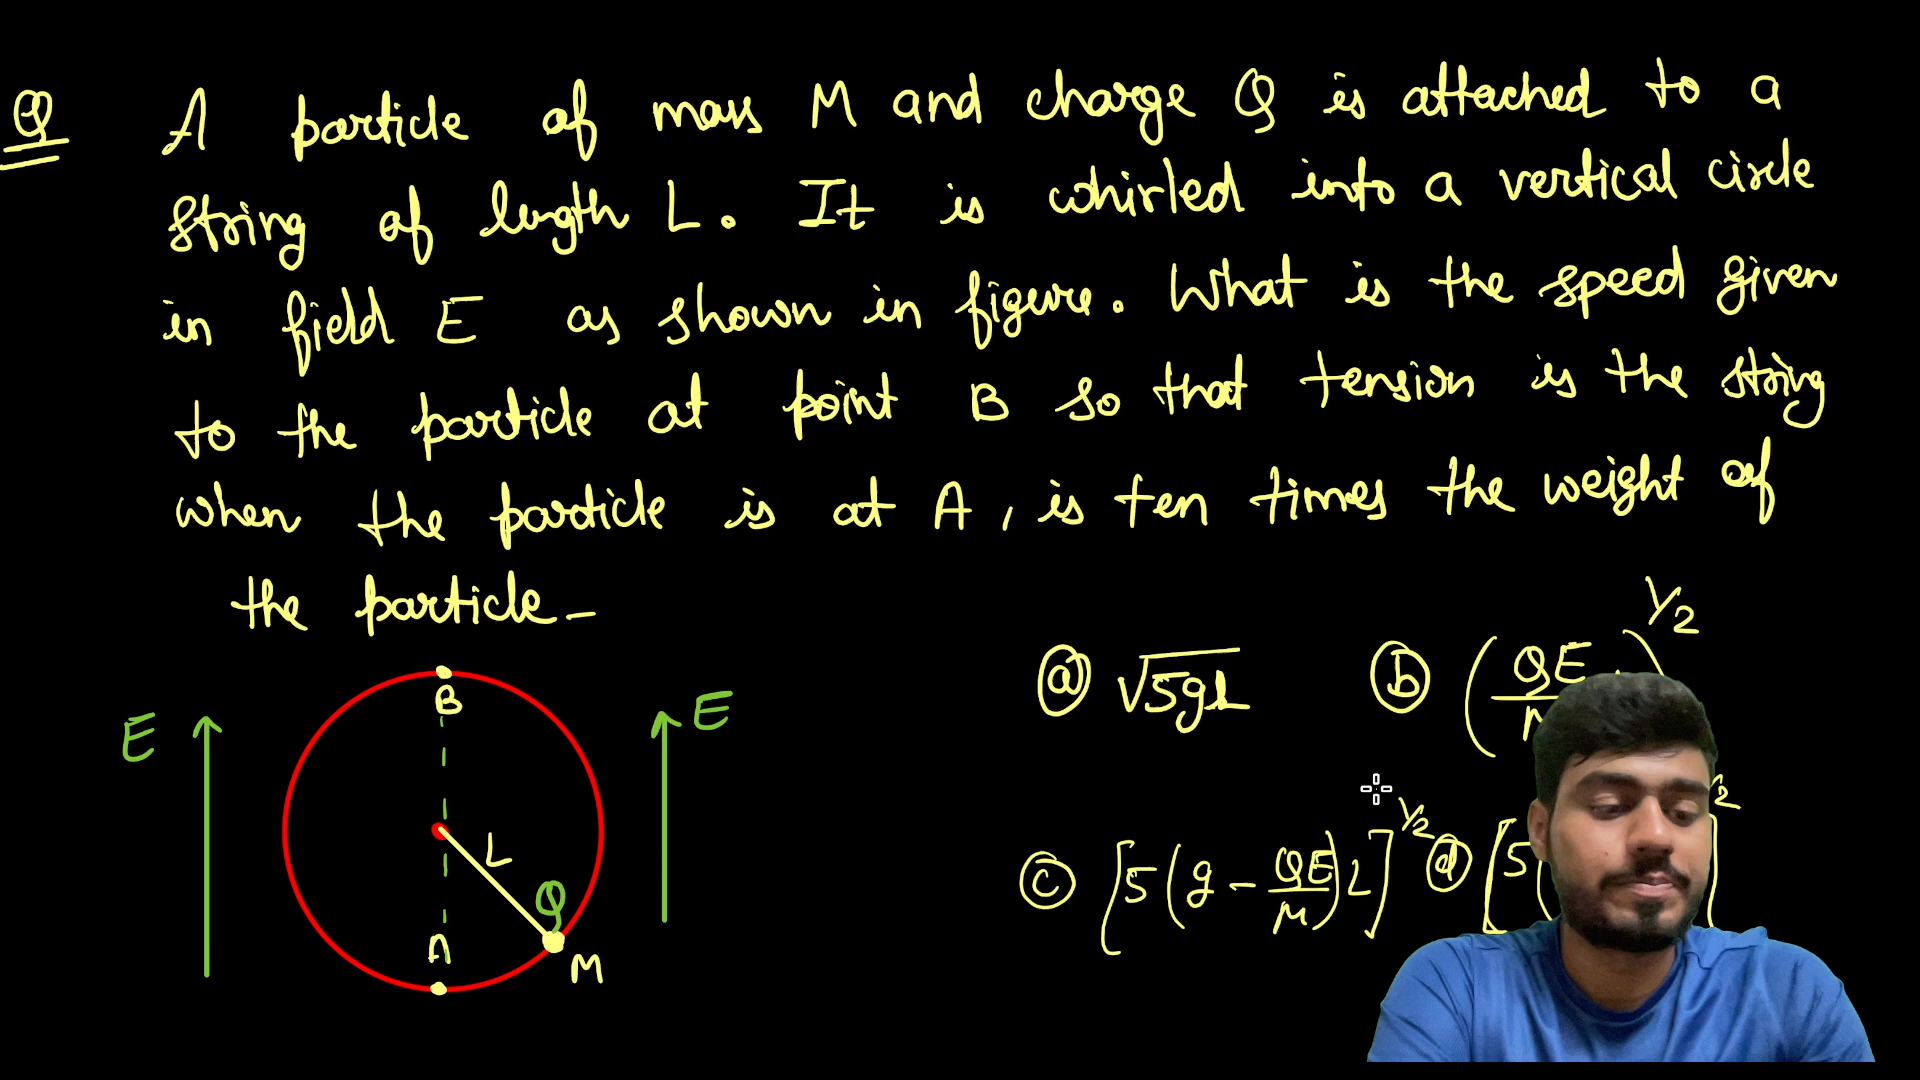 Q A particle of mass M and charge Q is attached to a
string of length L. It is whirled into a vertical circle
in field E as shown in figure. What is the speed given
to the particle at point B so that tension is the string
when the particle is at A, is ten times the weight of
the particle-
(a) √5gL (b) (QE
(c) [5(g - QE/M)L]^1/2 (d) [5
E
B
E
L
Q
A
M